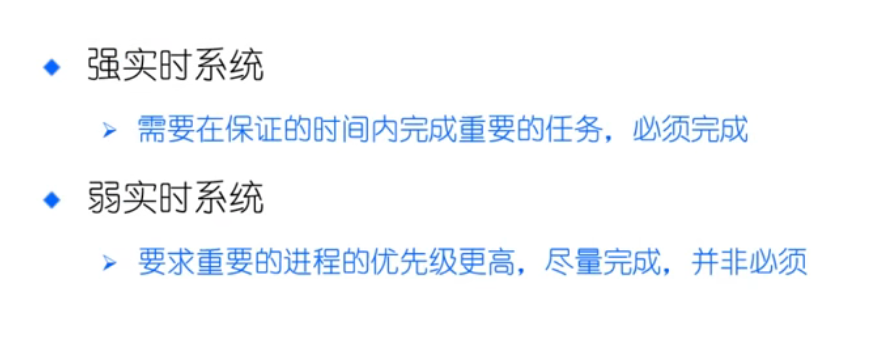 强实时系统
需要在保证的时间内完成重要的任务，必须完成
弱实时系统
要求重要的进程的优先级更高，尽量完成，并非必须